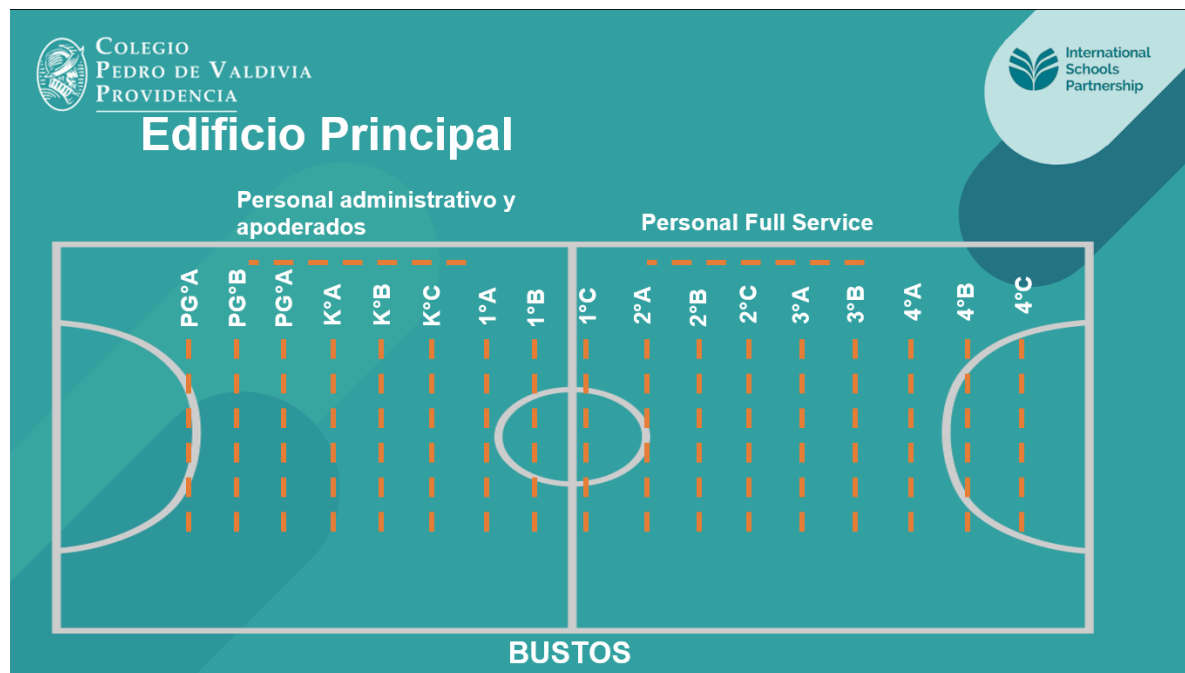 COLEGIO
PEDRO DE VALDIVIA
PROVIDENCIA
International
Schools
Partnership
Edificio Principal
Personal administrativo y
apoderados
Personal Full Service
PG°A
PG°B
PG°A
K°A
K°B
K°C
1°A
1°B
1°C
2°A
2°B
2°C
3°A
3°B
4°A
4°B
4°C
BUSTOS